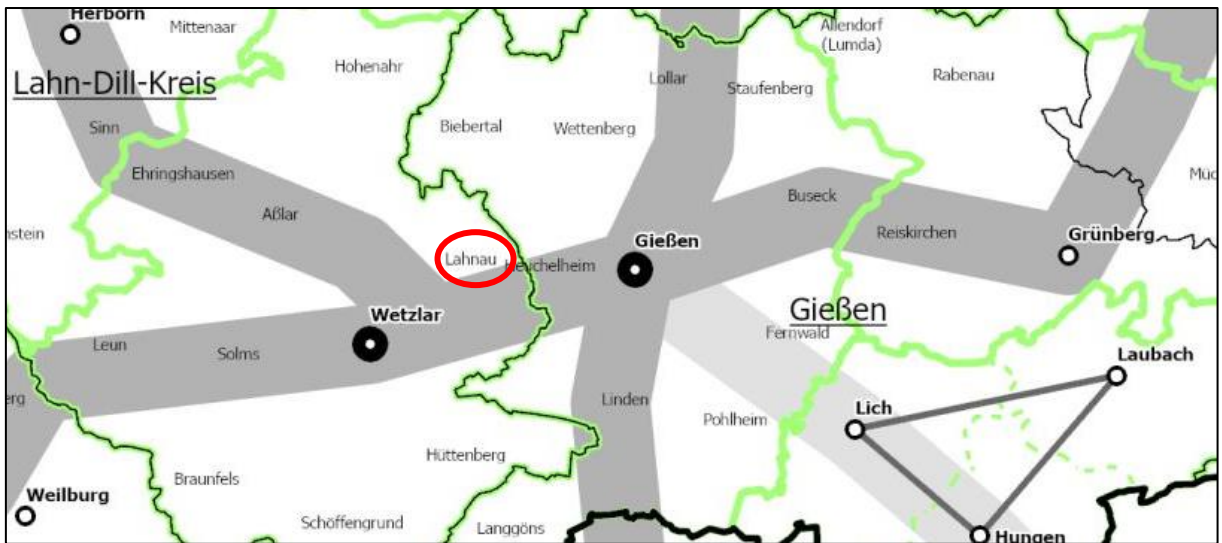 Herborn
Mittenaar
Allendorf
(Lumda)
Hohenahr
Lollar
Rabenau
Lahn-Dill-Kreis
Staufenberg
Sinn
Biebertal
Wettenberg
Ehringshausen
Buseck
Aßlar
Reiskirchen
Gießen
Grünberg
Lahnau
Heuchelheim
Wetzlar
Gießen
Fernwald
Leun
Solms
Laubach
Linden
Lich
Pohlheim
Hüttenberg
Braunfels
Weilburg
Schöffengrund
Langgöns
Hungen